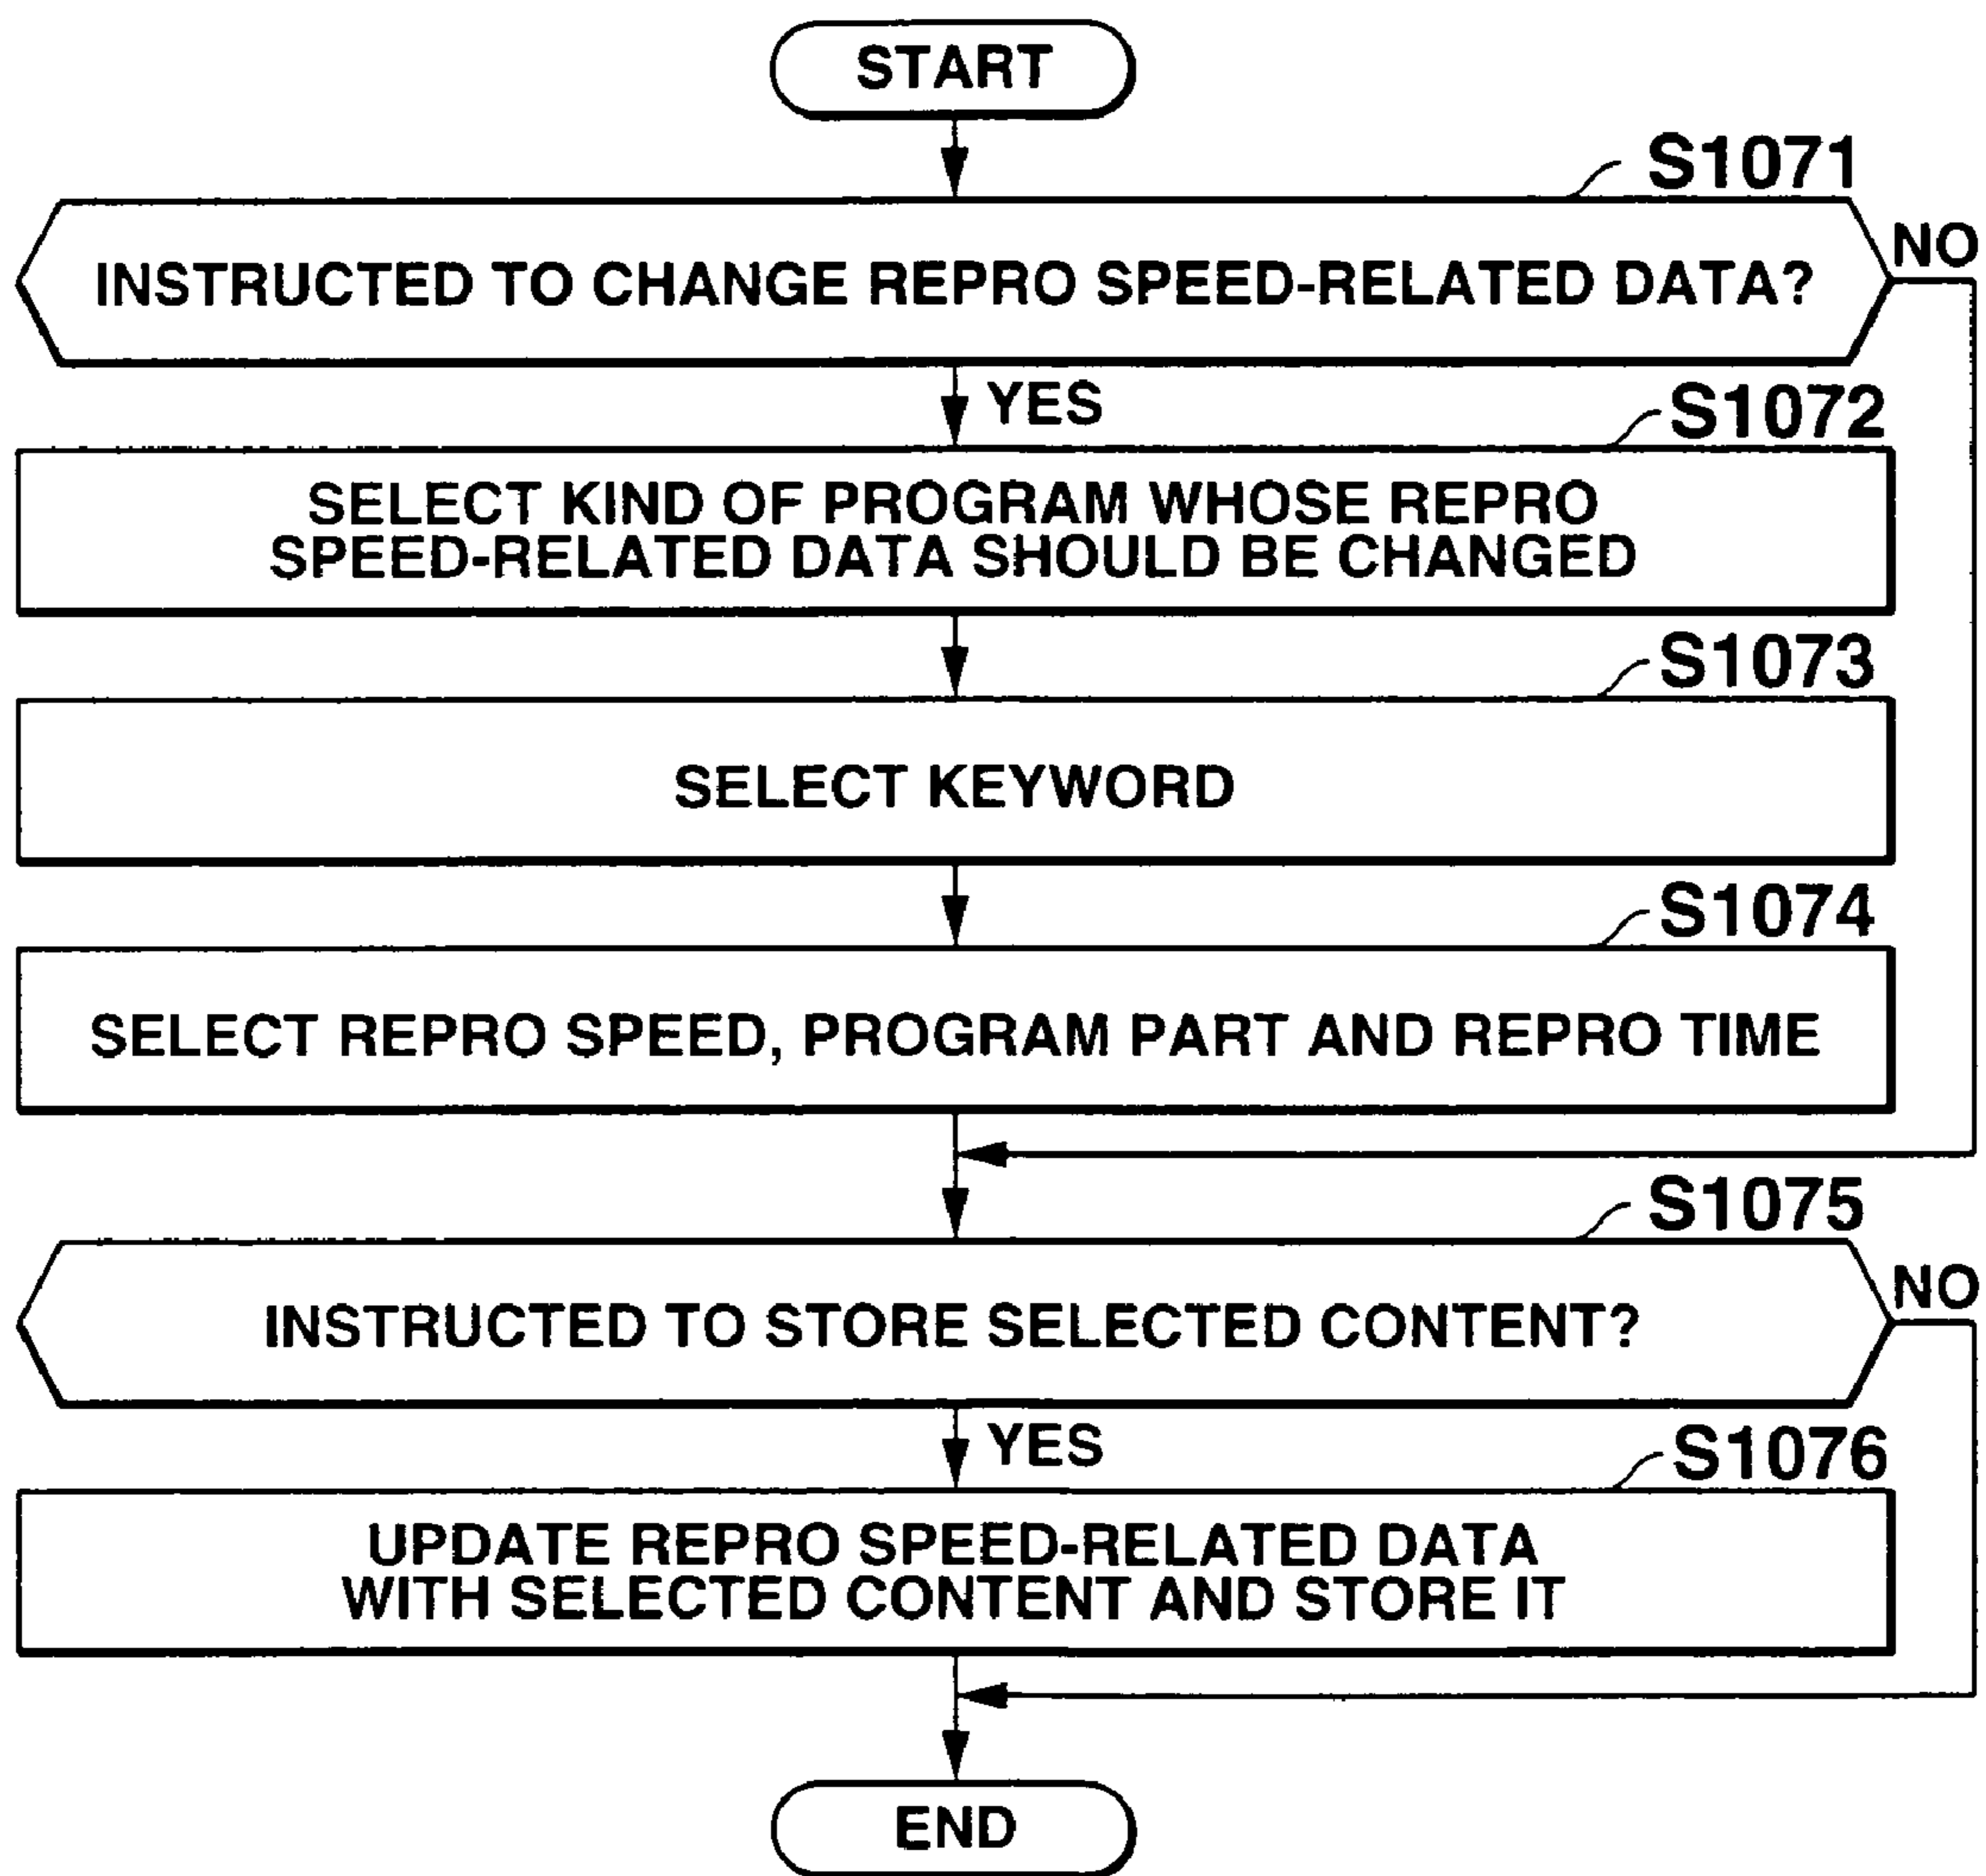 START
S1071
INSTRUCTED TO CHANGE REPRO SPEED-RELATED DATA?
NO
YES
S1072
SELECT KIND OF PROGRAM WHOSE REPRO
SPEED-RELATED DATA SHOULD BE CHANGED
S1073
SELECT KEYWORD
S1074
SELECT REPRO SPEED, PROGRAM PART AND REPRO TIME
S1075
INSTRUCTED TO STORE SELECTED CONTENT?
NO
YES
S1076
UPDATE REPRO SPEED-RELATED DATA
WITH SELECTED CONTENT AND STORE IT
END